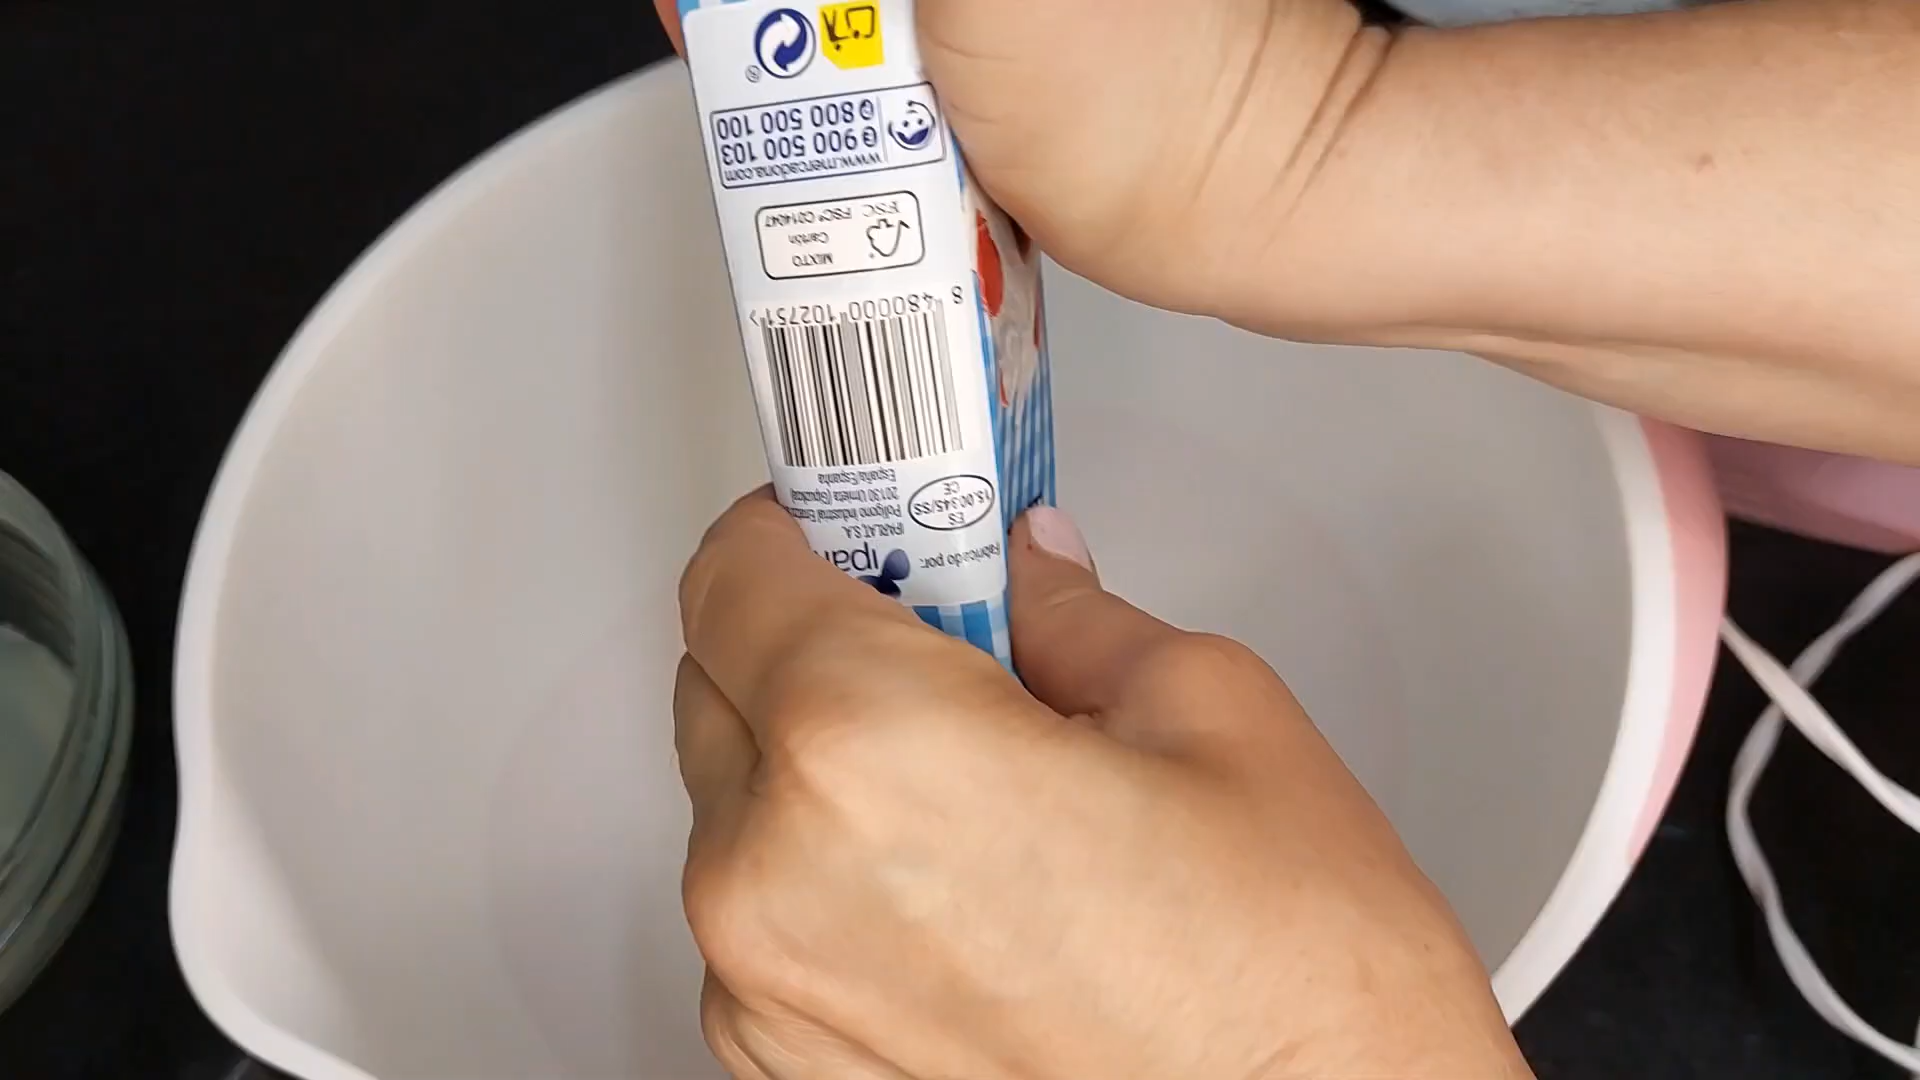 Fabricado por:
ipar
IPARLAT S.A.
Polígono Industrial
20130 Urnieta (Gipuzkoa)
España/Espanha
ES
15.00345/SS
CE
8 480000 102751 >
MIXTO
Cartón
FSC FSC® C014047
www.mercadona.com
E 900 500 103
P 800 500 100
®